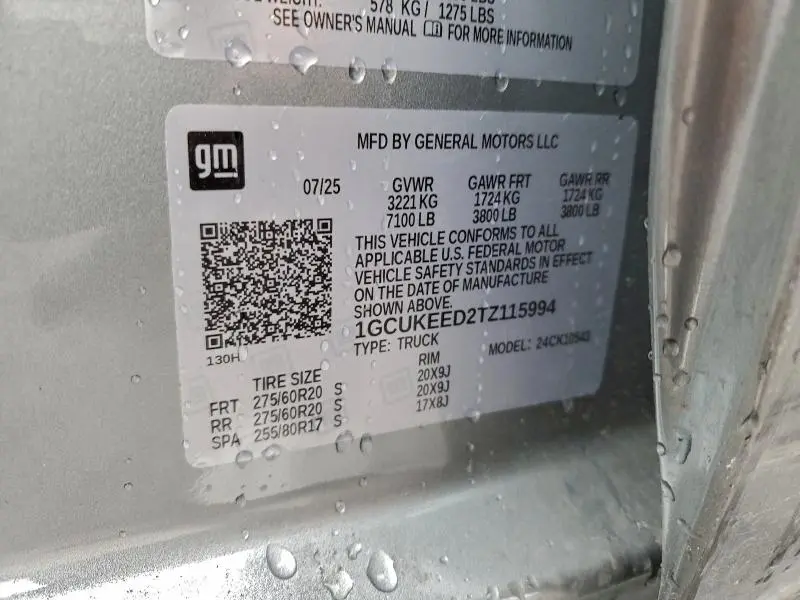 578 KG / 1275 LBS
SEE OWNER'S MANUAL FOR MORE INFORMATION
gm
MFD BY GENERAL MOTORS LLC
07/25 GVWR GAWR FRT GAWR RR
3221 KG 1724 KG 1724 KG
7100 LB 3800 LB 3800 LB
THIS VEHICLE CONFORMS TO ALL
APPLICABLE U.S. FEDERAL MOTOR
VEHICLE SAFETY STANDARDS IN EFFECT
ON THE DATE OF MANUFACTURE
SHOWN ABOVE.
1GCUKEED2TZ115994
TYPE: TRUCK MODEL: 24CK10543
130H
TIRE SIZE RIM
FRT 275/60R20 S 20X9J
RR 275/60R20 S 20X9J
SPA 255/80R17 S 17X8J